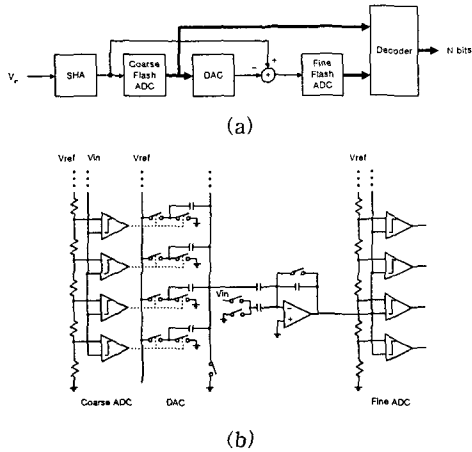 V
SHA
Coarse
Flash
ADC
DAC
−
+
+
Fine
Flash
ADC
Decoder
N bits
(a)
Vref
Vin
Vref
Vref
Vin
−
+
Coarse ADC
DAC
Fine ADC
(b)